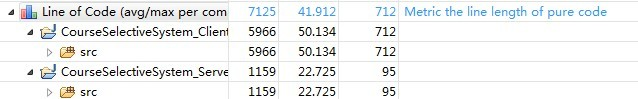 Line of Code (avg/max per com 7125 41.912 712 Metric the line length of pure code
CourseSelectiveSystem_Client 5966 50.134 712
src 5966 50.134 712
CourseSelectiveSystem_Serve 1159 22.725 95
src 1159 22.725 95